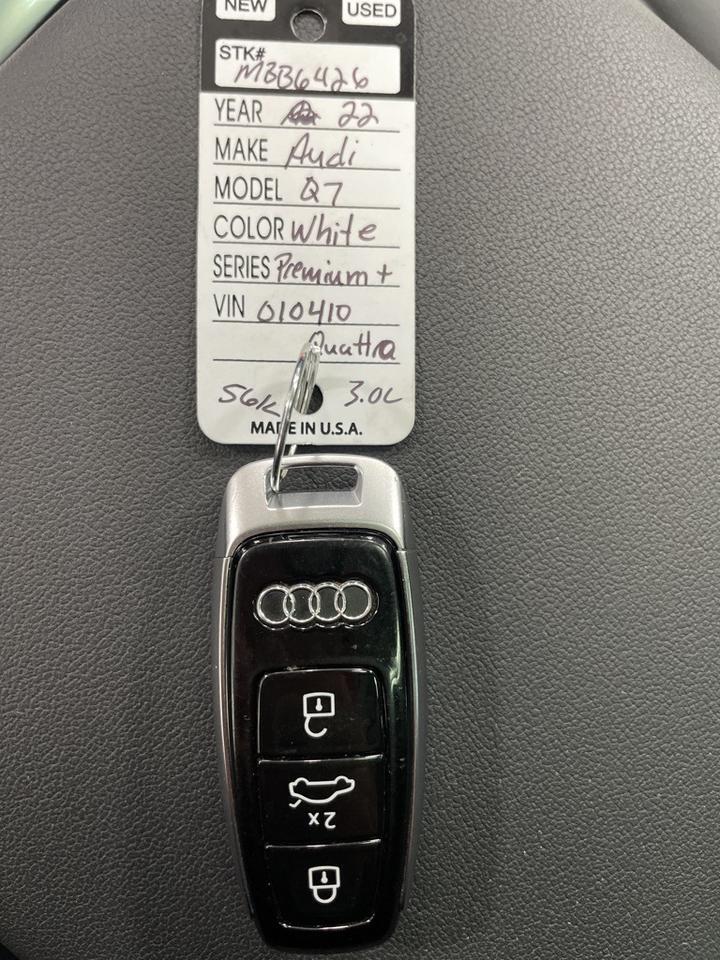 NEW USED
STK# MBB6426
YEAR 22
MAKE Audi
MODEL Q7
COLOR White
SERIES Premium +
VIN 010410
Quattro
56K 3.0L
MADE IN U.S.A.
2x